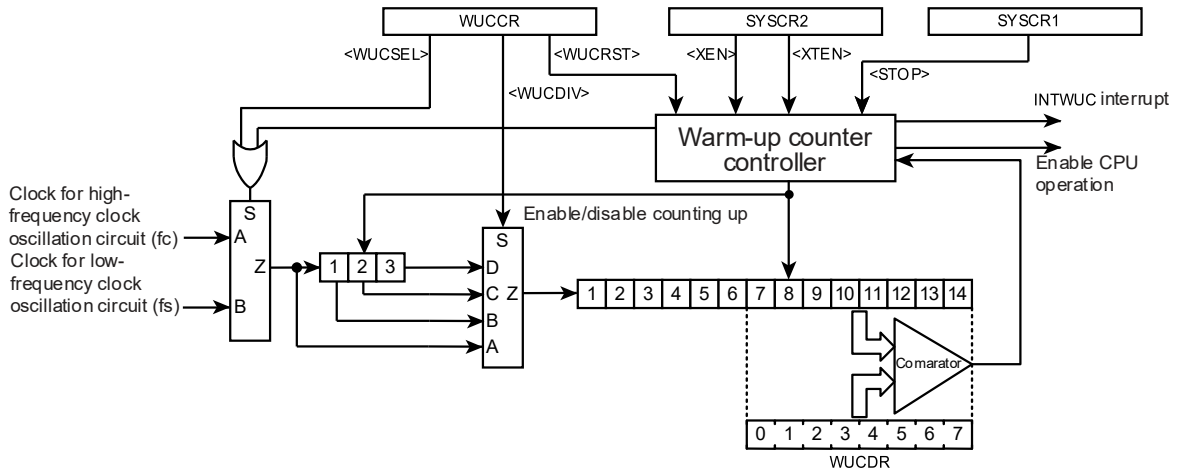 WUCCR
SYSCR2
SYSCR1
<WUCSEL>
<WUCRST>
<XEN>
<XTEN>
<STOP>
<WUCDIV>
INTWUC interrupt
Warm-up counter
controller
Enable CPU
operation
Clock for high-
frequency clock
oscillation circuit (fc)
Clock for low-
frequency clock
oscillation circuit (fs)
S
A
Z
B
Enable/disable counting up
1 2 3
S
D
C Z
B
A
1 2 3 4 5 6 7 8 9 10 11 12 13 14
Comarator
0 1 2 3 4 5 6 7
WUCDR